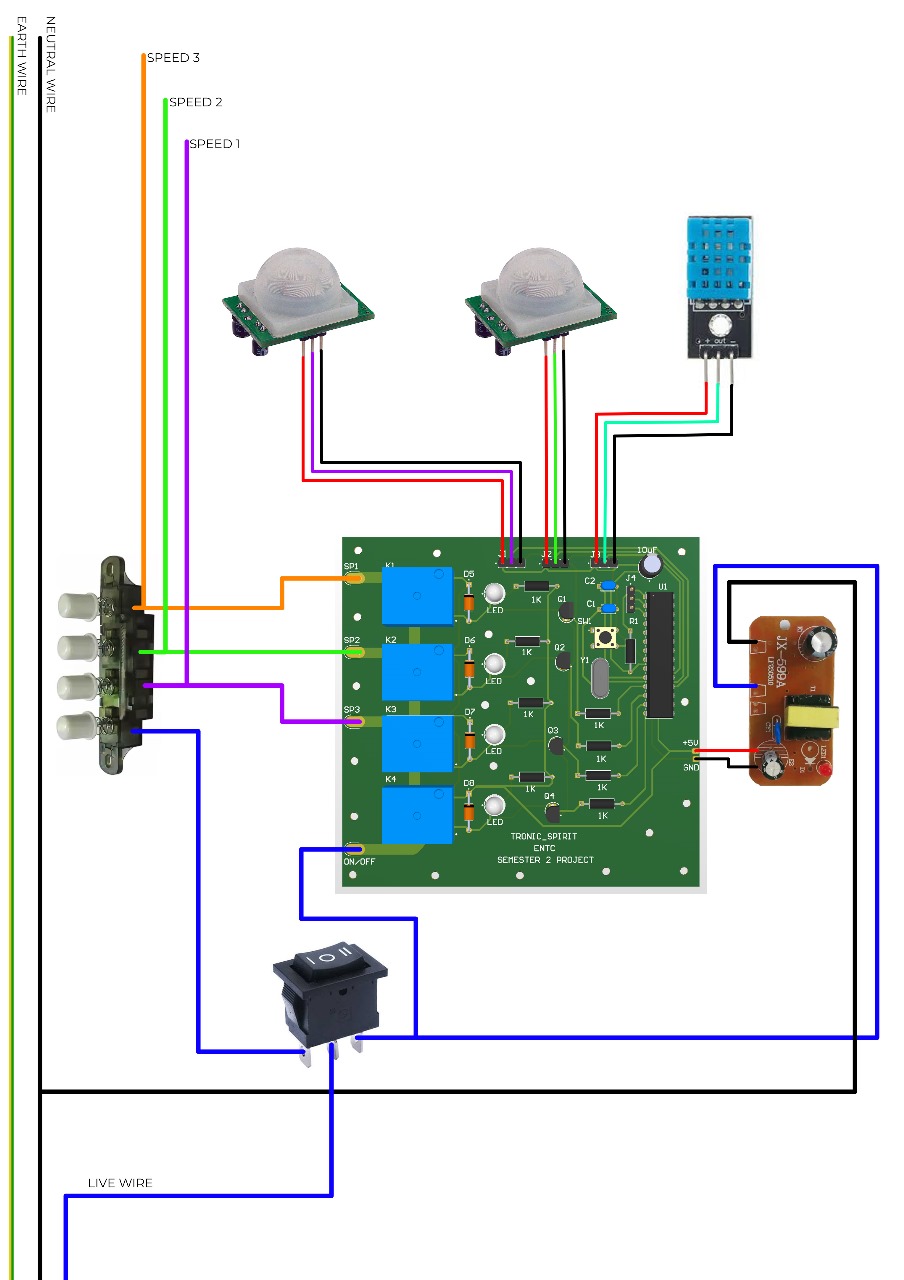 EARTH WIRE
NEUTRAL WIRE
SPEED 3
SPEED 2
SPEED 1
+ out -
J1
J2
J3
10uF
SP1
K1
D5
LED
1K
Q1
C2
C1
J4
U1
SW1
R1
SP2
K2
D6
LED
1K
Q2
Y1
SP3
K3
D7
LED
1K
Q3
1K
1K
1K
1K
K4
D8
LED
1K
Q4
+5V
GND
ON/OFF
TRONIC_SPIRIT
ENTC
SEMESTER 2 PROJECT
JX-599A
I O II
LIVE WIRE